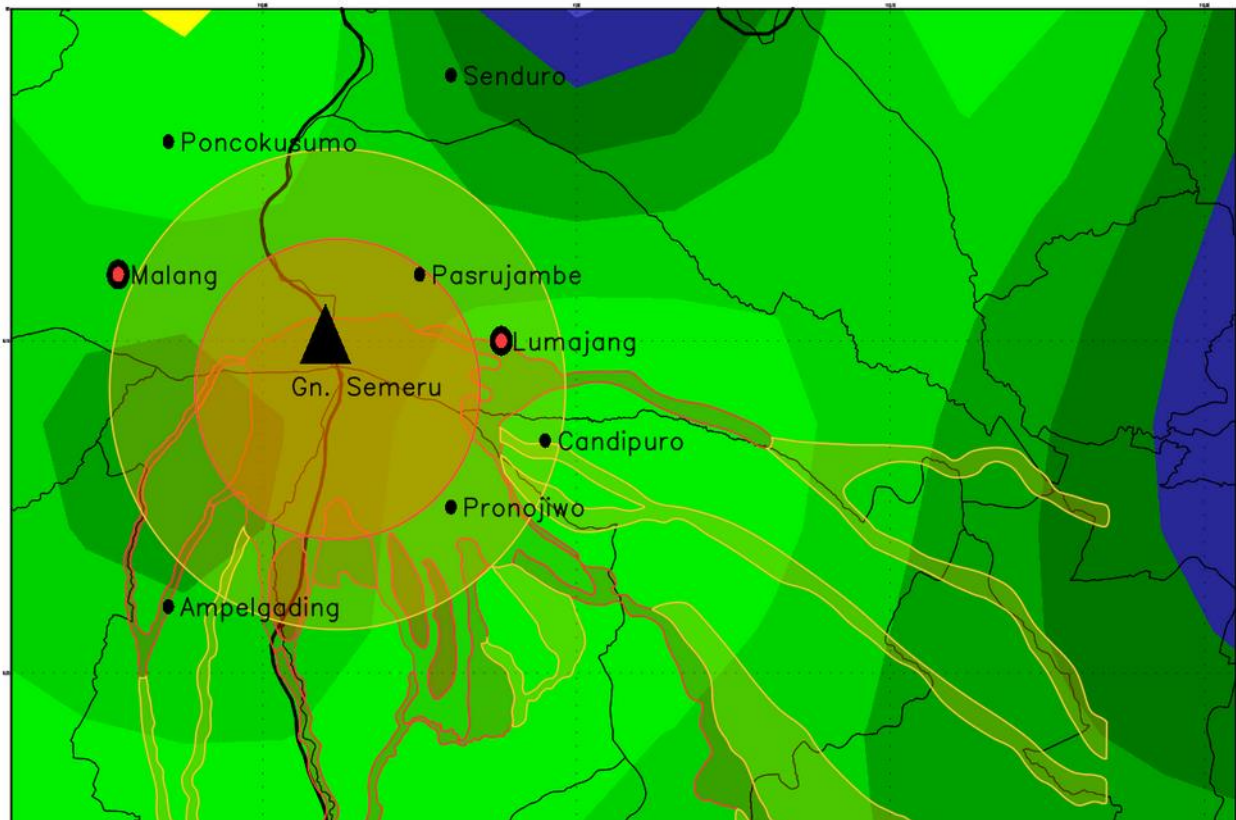 Senduro
Poncokusumo
Malang
Pasrujambe
Lumajang
Gn. Semeru
Candipuro
Pronojiwo
Ampelgading